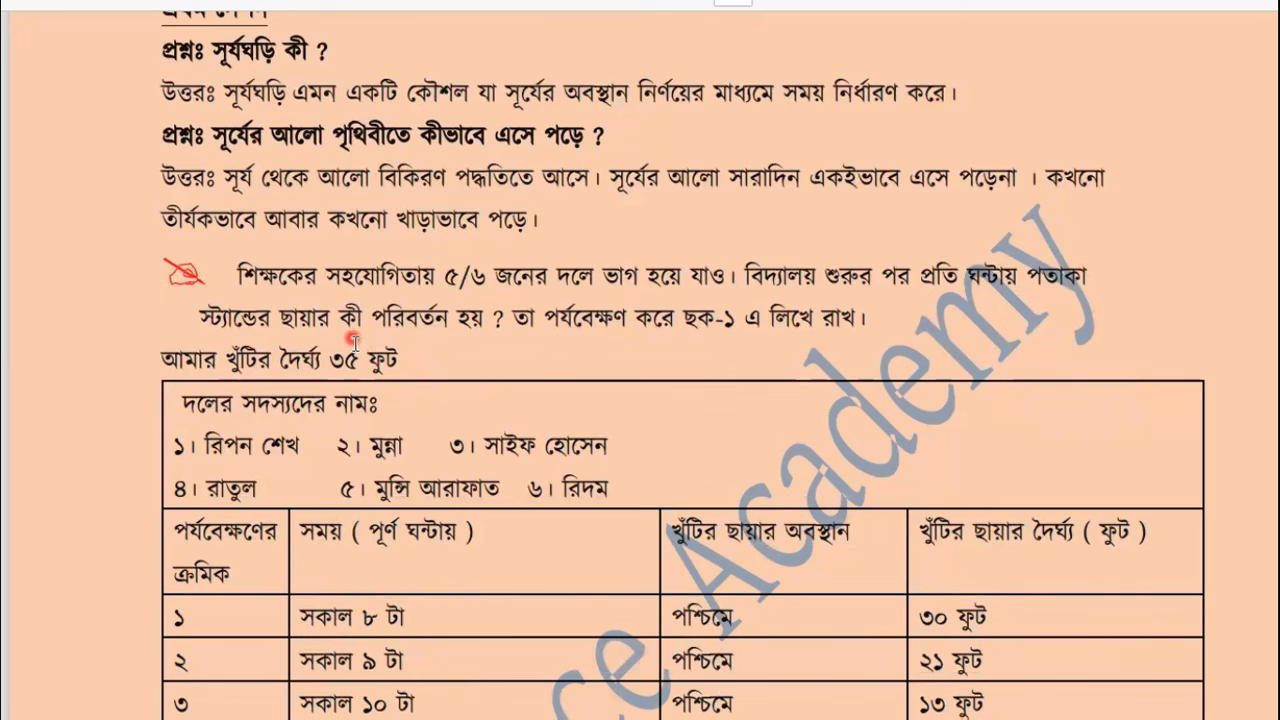 প্রশ্নঃ সূর্যঘড়ি কী ?
উত্তরঃ সূর্যঘড়ি এমন একটি কৌশল যা সূর্যের অবস্থান নির্ণয়ের মাধ্যমে সময় নির্ধারণ করে।
প্রশ্নঃ সূর্যের আলো পৃথিবীতে কীভাবে এসে পড়ে ?
উত্তরঃ সূর্য থেকে আলো বিকিরণ পদ্ধতিতে আসে। সূর্যের আলো সারাদিন একইভাবে এসে পড়েনা । কখনো
তীর্যকভাবে আবার কখনো খাড়াভাবে পড়ে।
শিক্ষকের সহযোগিতায় ৫/৬ জনের দলে ভাগ হয়ে যাও। বিদ্যালয় শুরুর পর প্রতি ঘন্টায় পতাকা
স্ট্যান্ডের ছায়ার কী পরিবর্তন হয় ? তা পর্যবেক্ষণ করে ছক-১ এ লিখে রাখ।
আমার খুঁটির দৈর্ঘ্য ৩৫ ফুট
দলের সদস্যদের নামঃ
১। রিপন শেখ ২। মুন্না ৩। সাইফ হোসেন
৪। রাতুল ৫। মুন্সি আরাফাত ৬। রিদম
পর্যবেক্ষণের ক্রমিক সময় ( পূর্ণ ঘন্টায় ) খুঁটির ছায়ার অবস্থান খুঁটির ছায়ার দৈর্ঘ্য ( ফুট )
১ সকাল ৮ টা পশ্চিমে ৩০ ফুট
২ সকাল ৯ টা পশ্চিমে ২১ ফুট
৩ সকাল ১০ টা পশ্চিমে ১৩ ফুট
ce Academy